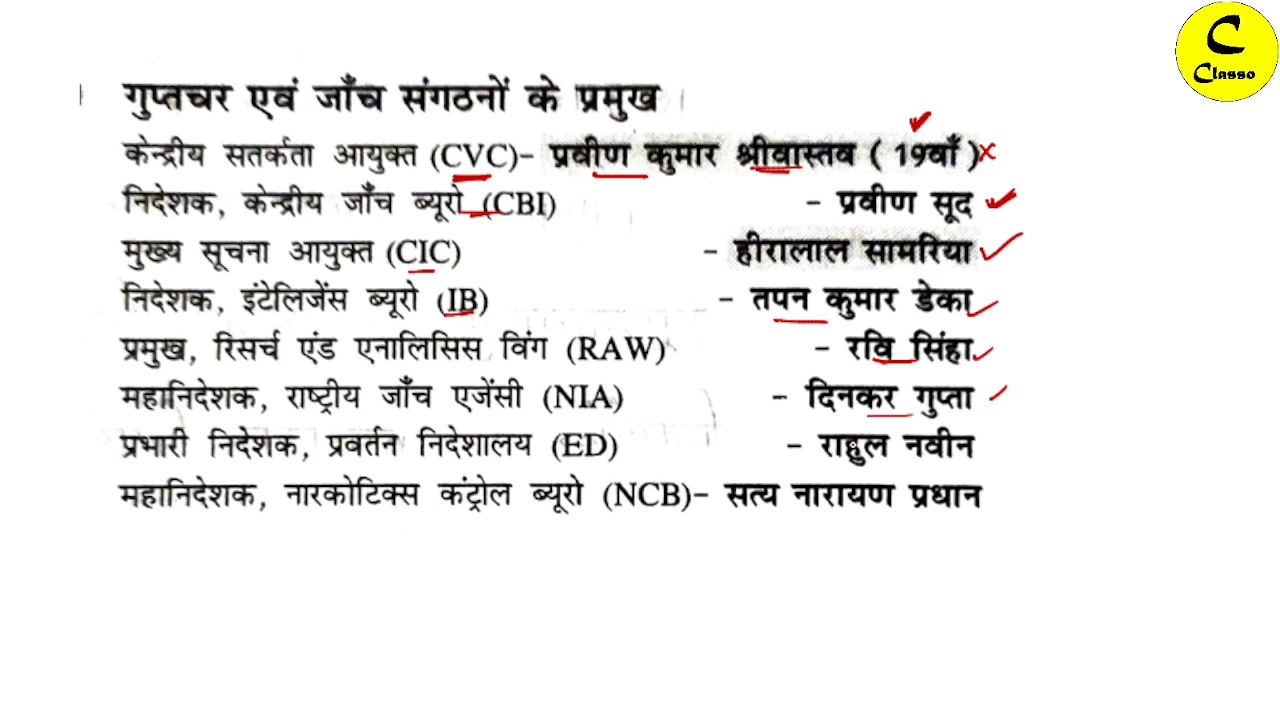 C
Classo
गुप्तचर एवं जाँच संगठनों के प्रमुख
केन्द्रीय सतर्कता आयुक्त (CVC)- प्रवीण कुमार श्रीवास्तव ( 19वाँ )
निदेशक, केन्द्रीय जाँच ब्यूरो (CBI) - प्रवीण सूद
मुख्य सूचना आयुक्त (CIC) - हीरालाल सामरिया
निदेशक, इंटेलिजेंस ब्यूरो (IB) - तपन कुमार डेका
प्रमुख, रिसर्च एंड एनालिसिस विंग (RAW) - रवि सिंहा
महानिदेशक, राष्ट्रीय जाँच एजेंसी (NIA) - दिनकर गुप्ता
प्रभारी निदेशक, प्रवर्तन निदेशालय (ED) - राहुल नवीन
महानिदेशक, नारकोटिक्स कंट्रोल ब्यूरो (NCB)- सत्य नारायण प्रधान